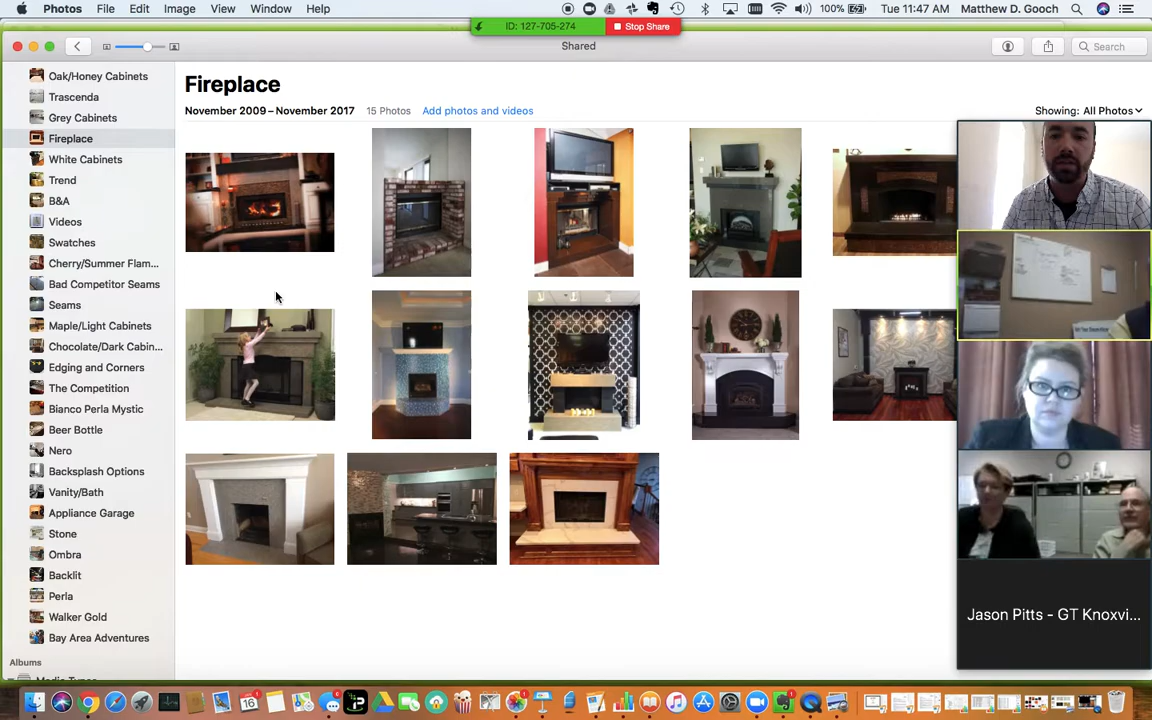 Photos File Edit Image View Window Help 100% Tue 11:47 AM Matthew D. Gooch
ID: 127-705-274 Stop Share
Shared
Search
Oak/Honey Cabinets
Trascenda
Grey Cabinets
Fireplace
White Cabinets
Trend
B&A
Videos
Swatches
Cherry/Summer Flam...
Bad Competitor Seams
Seams
Maple/Light Cabinets
Chocolate/Dark Cabin...
Edging and Corners
The Competition
Bianco Perla Mystic
Beer Bottle
Nero
Backsplash Options
Vanity/Bath
Appliance Garage
Stone
Ombra
Backlit
Perla
Walker Gold
Bay Area Adventures
Albums
Fireplace
November 2009 – November 2017 15 Photos Add photos and videos
Showing: All Photos
Jason Pitts - GT Knoxvi...
16